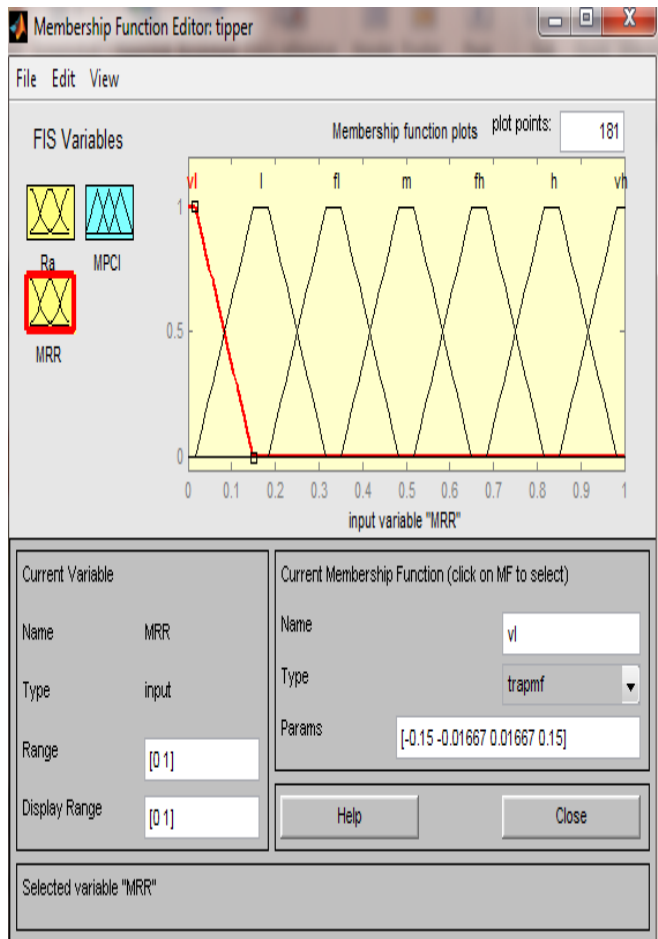 Membership Function Editor: tipper
File Edit View
FIS Variables
Membership function plots plot points: 181
vl l fl m fh h vh
Ra MPCI
MRR
1
0.5
0
0 0.1 0.2 0.3 0.4 0.5 0.6 0.7 0.8 0.9 1
input variable "MRR"
Current Variable
Name MRR
Type input
Range [0 1]
Display Range [0 1]
Current Membership Function (click on MF to select)
Name vl
Type trapmf
Params [-0.15 -0.01667 0.01667 0.15]
Help Close
Selected variable "MRR"